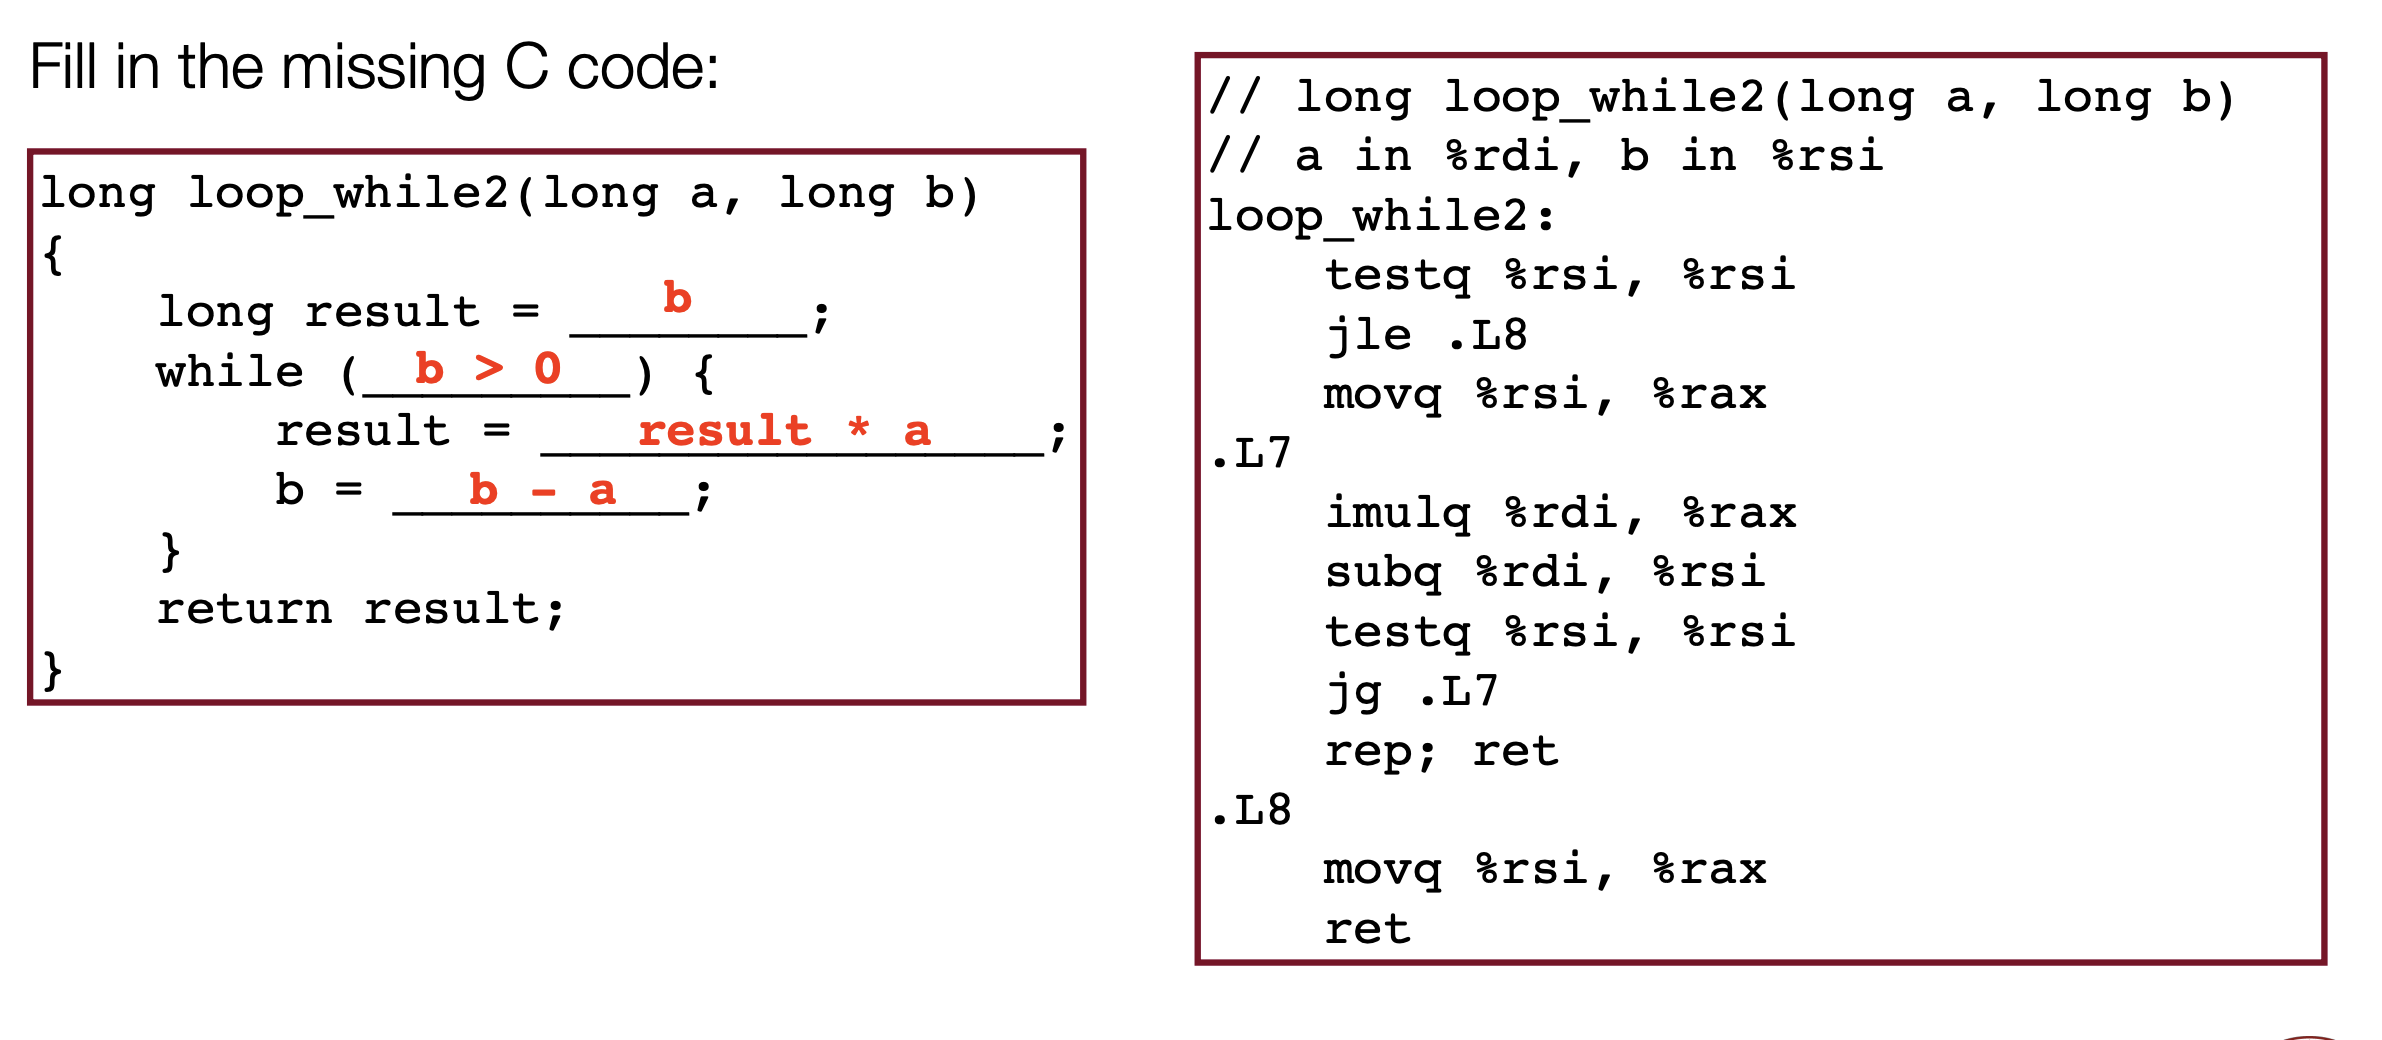 Fill in the missing C code:
long loop_while2(long a, long b)
{
    long result = ___b___;
    while (__b > 0__) {
        result = ___result * a___;
        b = __b - a__;
    }
    return result;
}
// long loop_while2(long a, long b)
// a in %rdi, b in %rsi
loop_while2:
    testq %rsi, %rsi
    jle .L8
    movq %rsi, %rax
.L7
    imulq %rdi, %rax
    subq %rdi, %rsi
    testq %rsi, %rsi
    jg .L7
    rep; ret
.L8
    movq %rsi, %rax
    ret